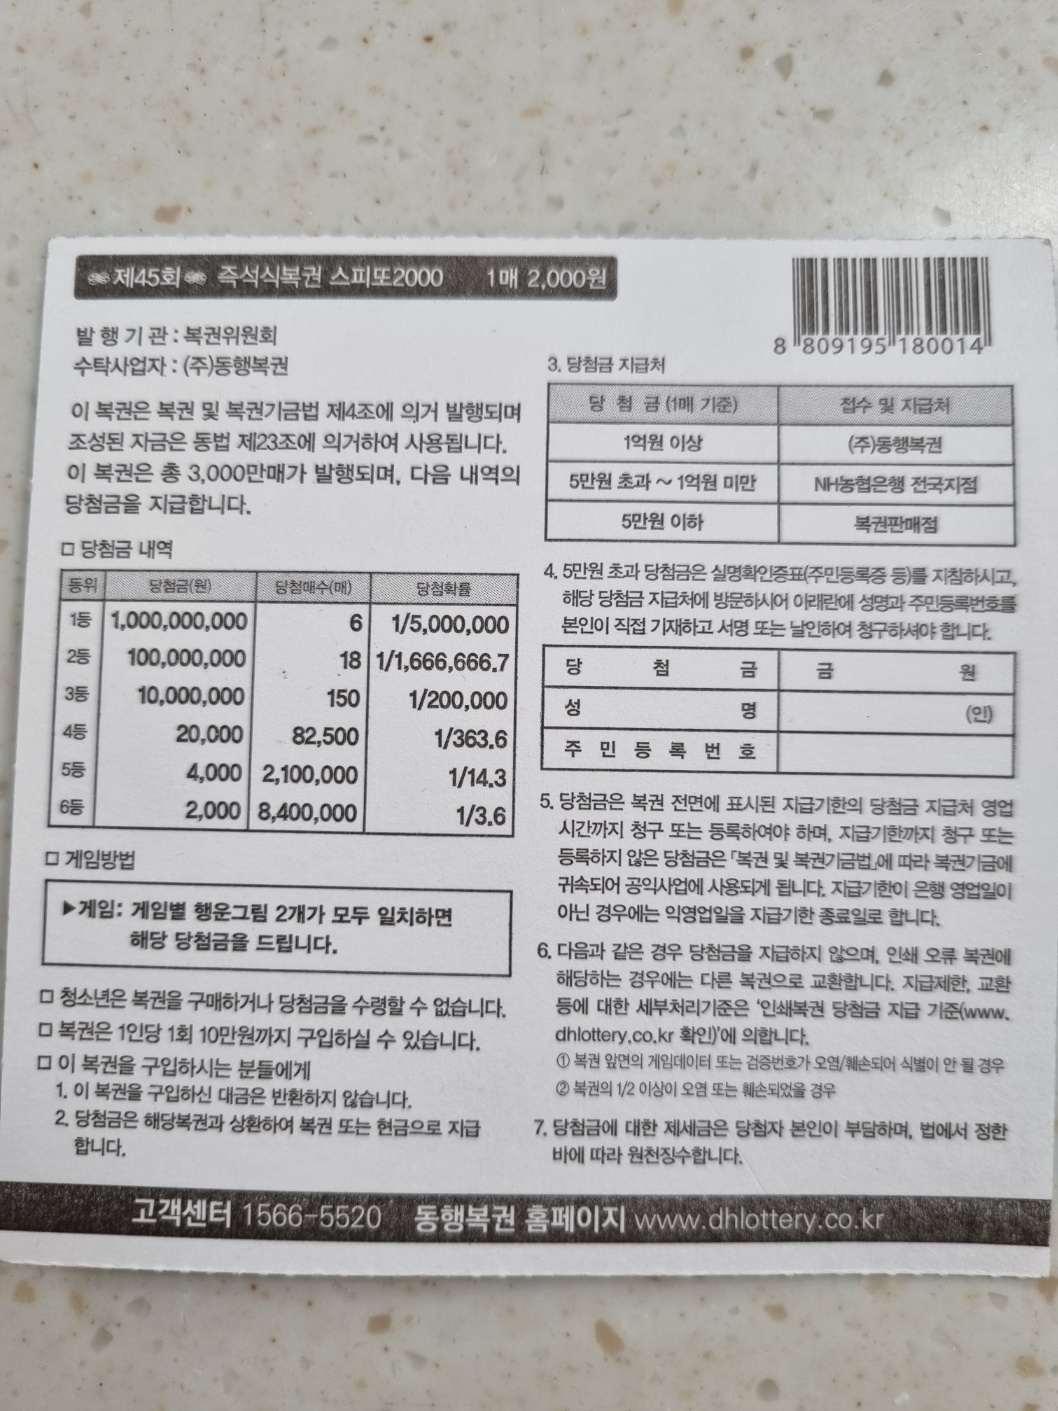 제45회 즉석식복권 스피또2000 1매 2,000원
발 행 기 관 : 복권위원회
수탁사업자 : (주)동행복권
이 복권은 복권 및 복권기금법 제4조에 의거 발행되며
조성된 자금은 동법 제23조에 의거하여 사용됩니다.
이 복권은 총 3,000만매가 발행되며, 다음 내역의
당첨금을 지급합니다.
□ 당첨금 내역
등위 당첨금(원) 당첨매수(매) 당첨확률
1등 1,000,000,000 6 1/5,000,000
2등 100,000,000 18 1/1,666,666.7
3등 10,000,000 150 1/200,000
4등 20,000 82,500 1/363.6
5등 4,000 2,100,000 1/14.3
6등 2,000 8,400,000 1/3.6
□ 게임방법
▶게임: 게임별 행운그림 2개가 모두 일치하면
해당 당첨금을 드립니다.
□ 청소년은 복권을 구매하거나 당첨금을 수령할 수 없습니다.
□ 복권은 1인당 1회 10만원까지 구입하실 수 있습니다.
□ 이 복권을 구입하시는 분들에게
1. 이 복권을 구입하신 대금은 반환하지 않습니다.
2. 당첨금은 해당복권과 상환하여 복권 또는 현금으로 지급
합니다.
8 809195 180014
3. 당첨금 지급처
당 첨 금 (1매 기준) 접수 및 지급처
1억원 이상 (주)동행복권
5만원 초과 ~ 1억원 미만 NH농협은행 전국지점
5만원 이하 복권판매점
4. 5만원 초과 당첨금은 실명확인증표(주민등록증 등)를 지참하시고,
해당 당첨금 지급처에 방문하시어 아래란에 성명과 주민등록번호를
본인이 직접 기재하고 서명 또는 날인하여 청구하셔야 합니다.
당 첨 금 금 원
성 명 (인)
주 민 등 록 번 호
5. 당첨금은 복권 전면에 표시된 지급기한의 당첨금 지급처 영업
시간까지 청구 또는 등록하여야 하며, 지급기한까지 청구 또는
등록하지 않은 당첨금은 「복권 및 복권기금법」에 따라 복권기금에
귀속되어 공익사업에 사용되게 됩니다. 지급기한이 은행 영업일이
아닌 경우에는 익영업일을 지급기한 종료일로 합니다.
6. 다음과 같은 경우 당첨금을 지급하지 않으며, 인쇄 오류 복권에
해당하는 경우에는 다른 복권으로 교환합니다. 지급제한, 교환
등에 대한 세부처리기준은 '인쇄복권 당첨금 지급 기준(www.
dhlottery.co.kr 확인)'에 의합니다.
① 복권 앞면의 게임데이터 또는 검증번호가 오염/훼손되어 식별이 안 될 경우
② 복권의 1/2 이상이 오염 또는 훼손되었을 경우
7. 당첨금에 대한 제세금은 당첨자 본인이 부담하며, 법에서 정한
바에 따라 원천징수합니다.
고객센터 1566-5520 동행복권 홈페이지 www.dhlottery.co.kr